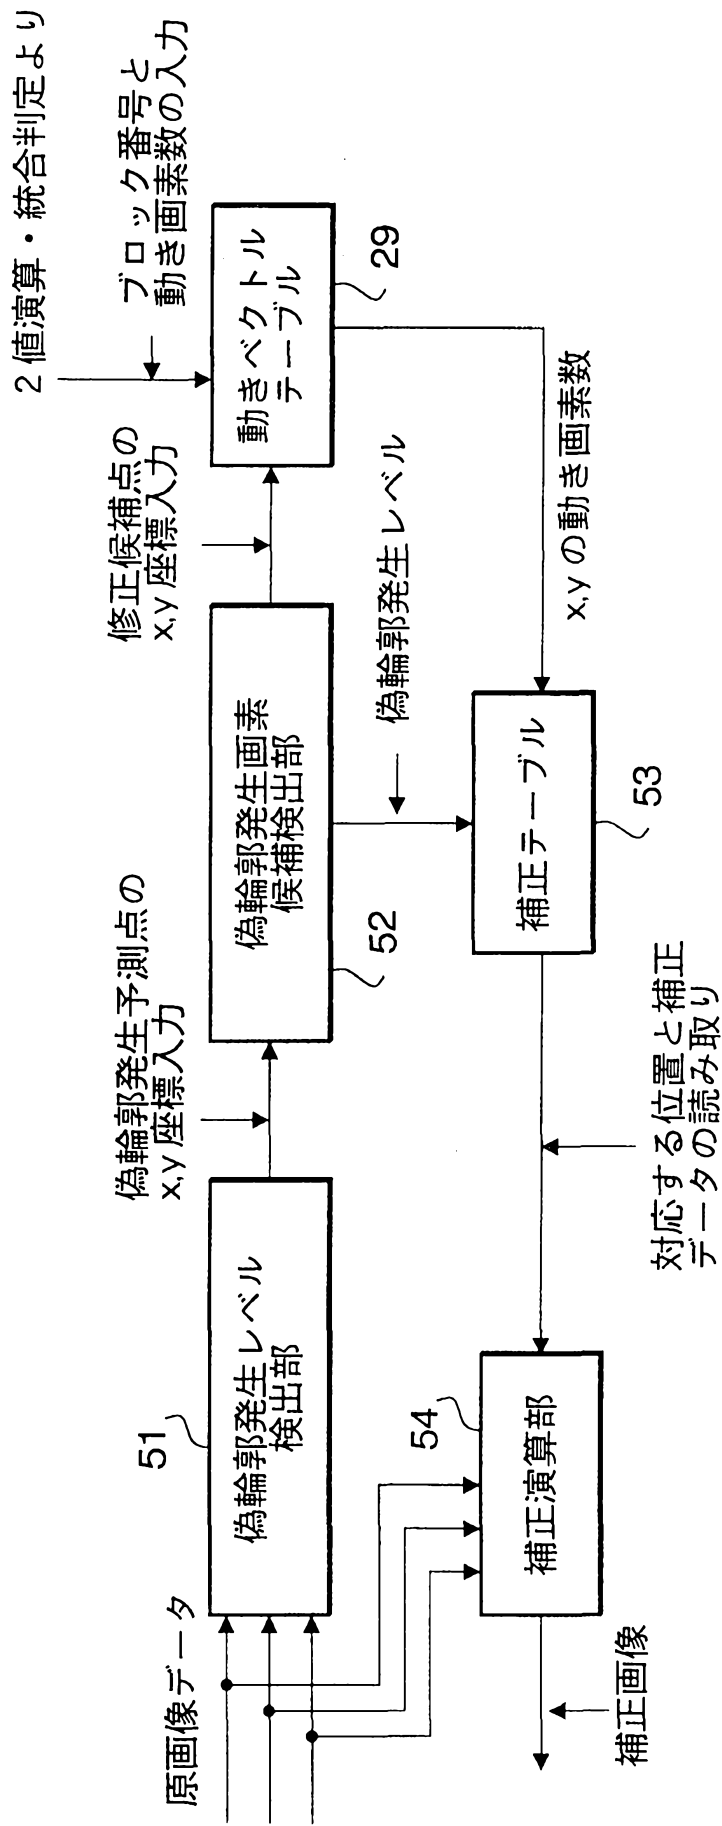 2値演算・統合判定より
ブロック番号と
動き画素数の入力
原画像データ
51
偽輪郭発生レベル
検出部
偽輪郭発生予測点の
x,y 座標入力
偽輪郭発生画素
候補検出部
52
修正候補点の
x,y 座標入力
動きベクトル
テーブル
29
偽輪郭発生レベル
x,y の動き画素数
補正テーブル
53
対応する位置と補正
データの読み取り
54
補正演算部
補正画像